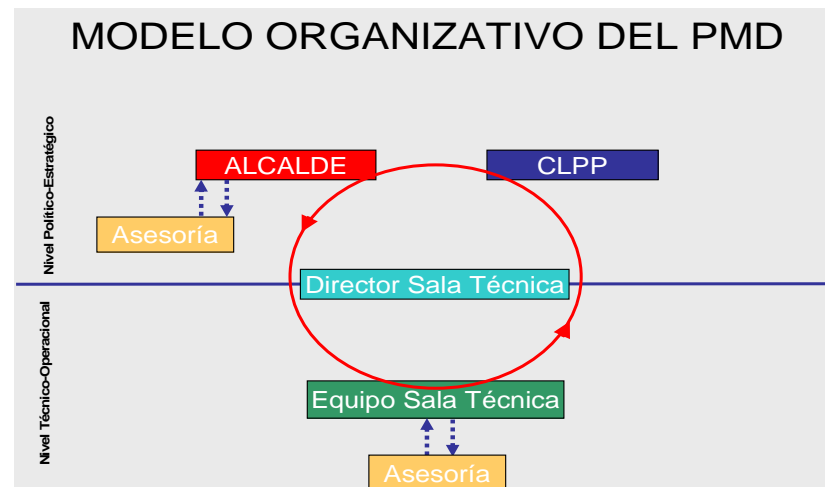 MODELO ORGANIZATIVO DEL PMD
Nivel Político-Estratégico
ALCALDE
CLPP
Asesoría
Director Sala Técnica
Nivel Técnico-Operacional
Equipo Sala Técnica
Asesoría